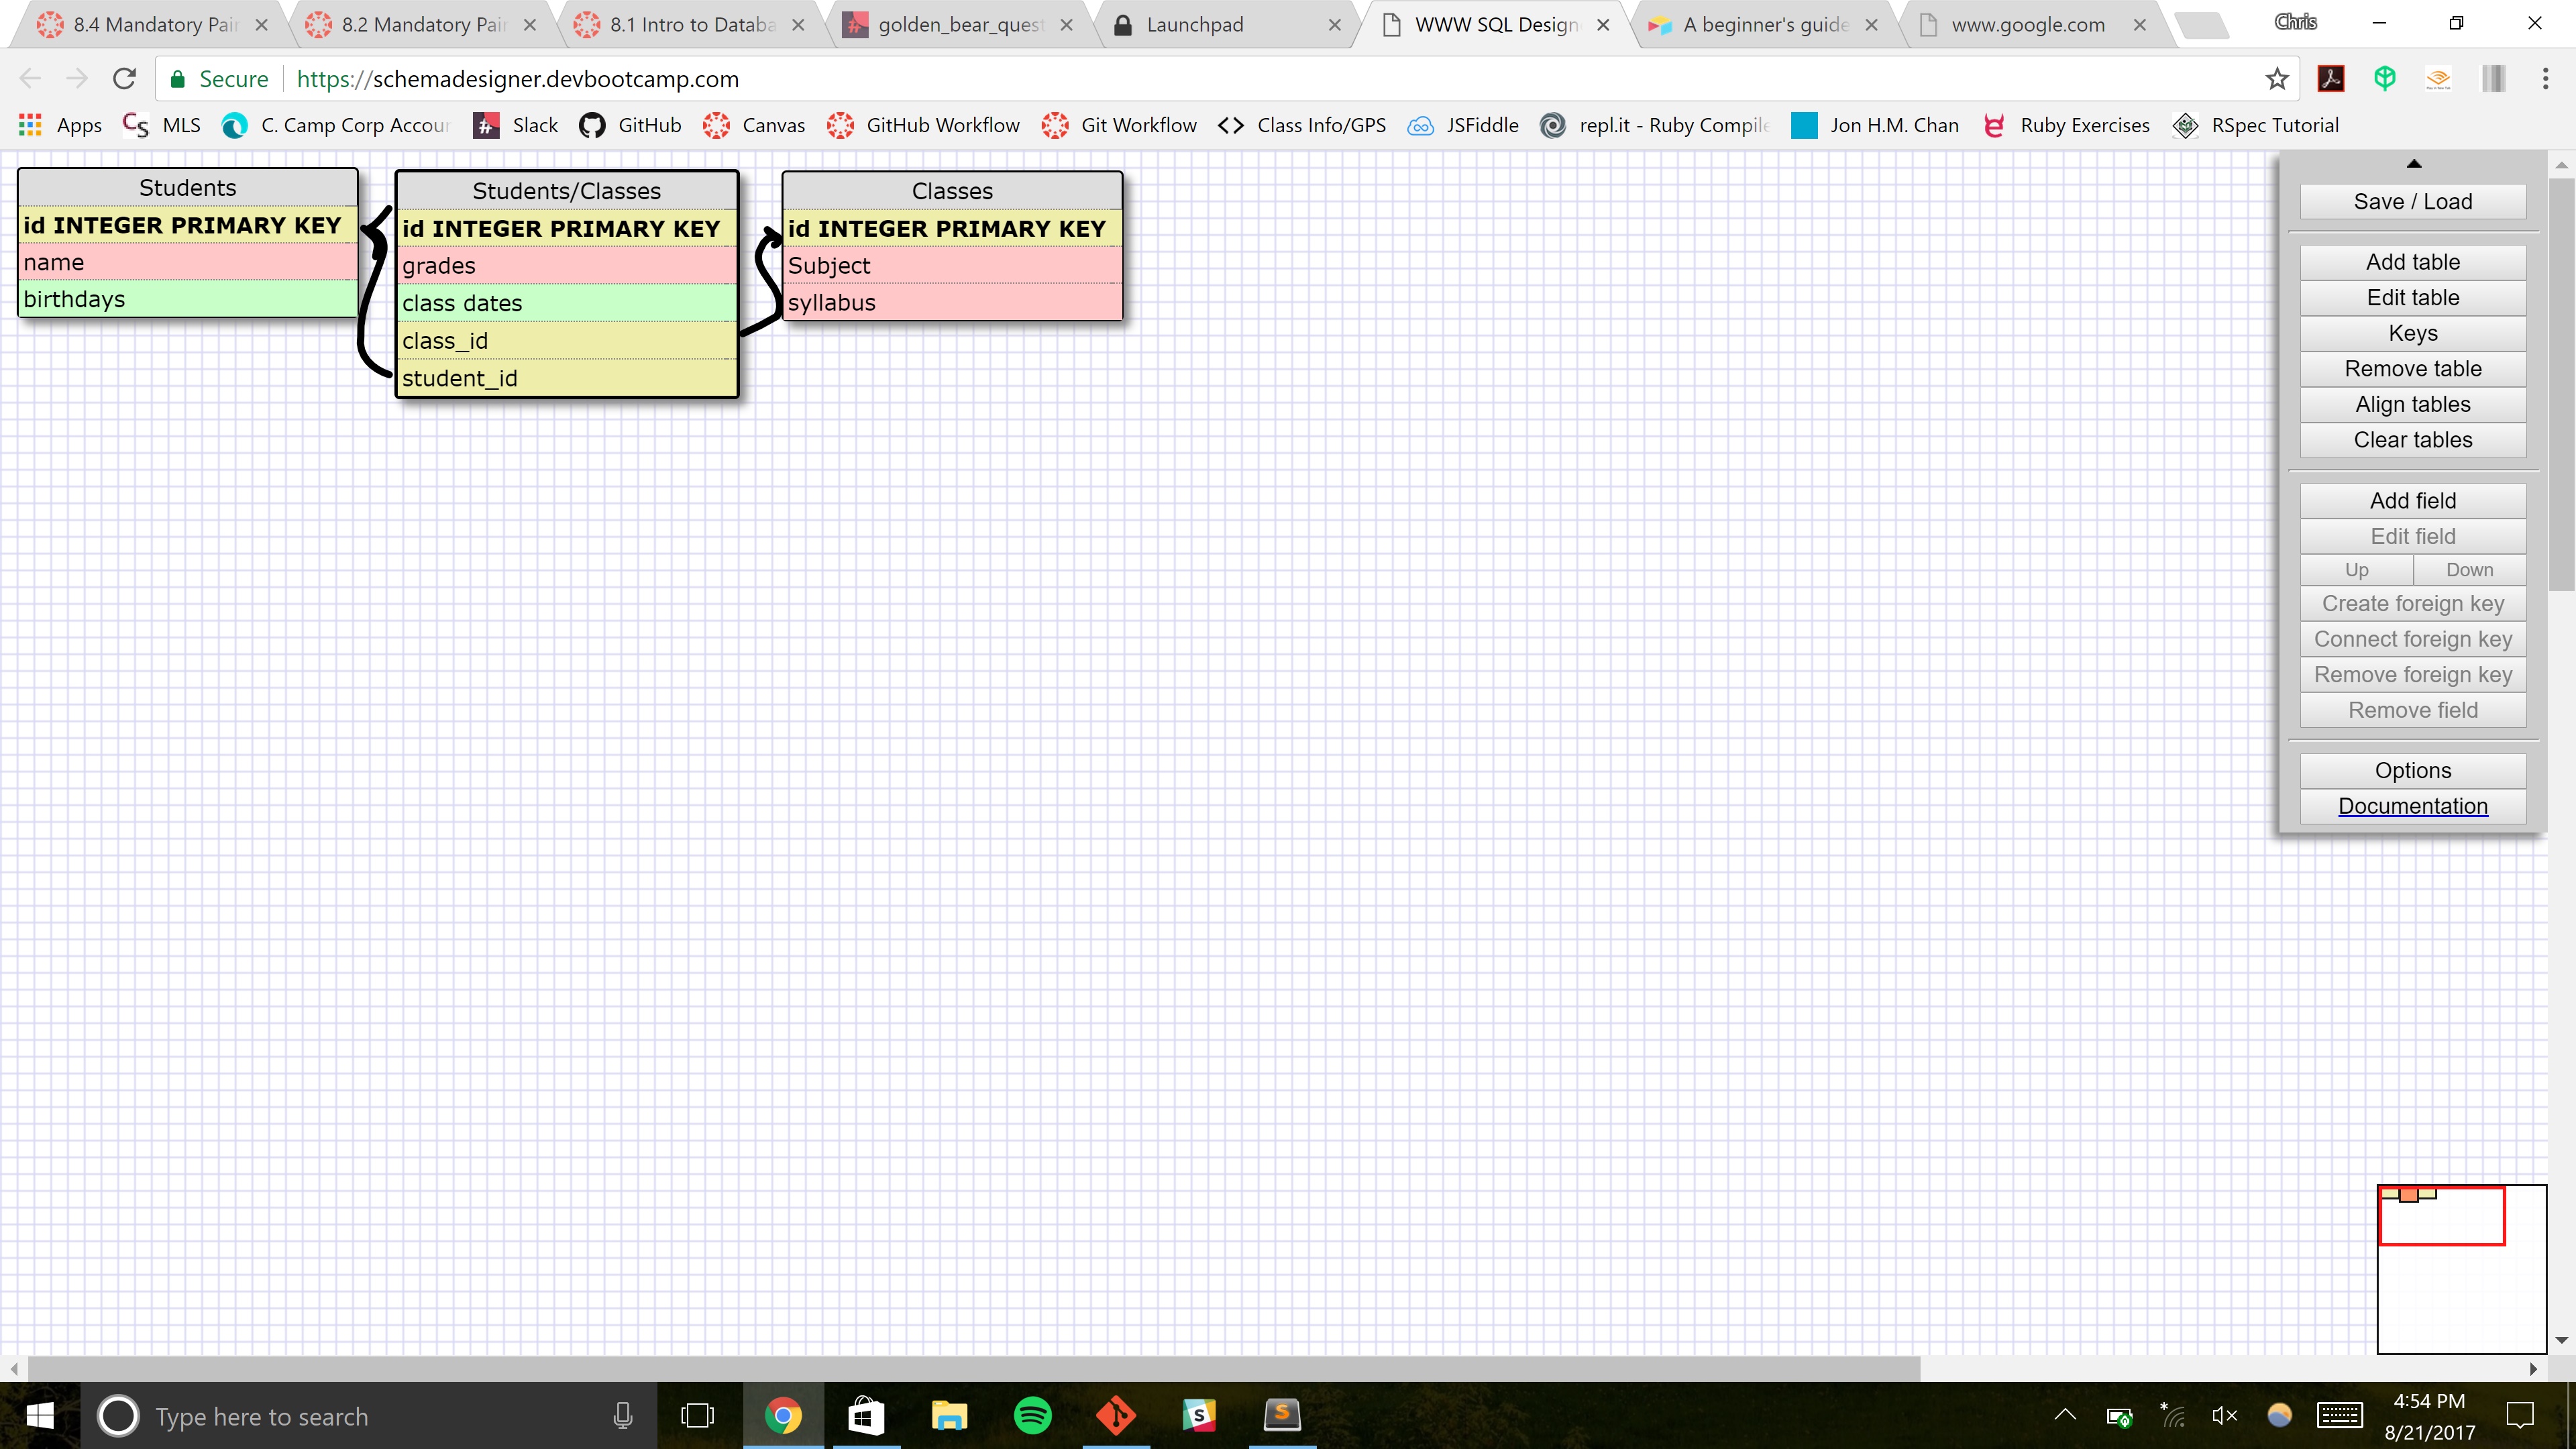 8.4 Mandatory Pair
8.2 Mandatory Pair
8.1 Intro to Databa
golden_bear_quest
Launchpad
WWW SQL Design
A beginner's guide
www.google.com
Chris
Secure https://schemadesigner.devbootcamp.com
Apps
MLS
C. Camp Corp Accour
Slack
GitHub
Canvas
GitHub Workflow
Git Workflow
Class Info/GPS
JSFiddle
repl.it - Ruby Compile
Jon H.M. Chan
Ruby Exercises
RSpec Tutorial
Students
id INTEGER PRIMARY KEY
name
birthdays
Students/Classes
id INTEGER PRIMARY KEY
grades
class dates
class_id
student_id
Classes
id INTEGER PRIMARY KEY
Subject
syllabus
Save / Load
Add table
Edit table
Keys
Remove table
Align tables
Clear tables
Add field
Edit field
Up Down
Create foreign key
Connect foreign key
Remove foreign key
Remove field
Options
Documentation
Type here to search
4:54 PM
8/21/2017